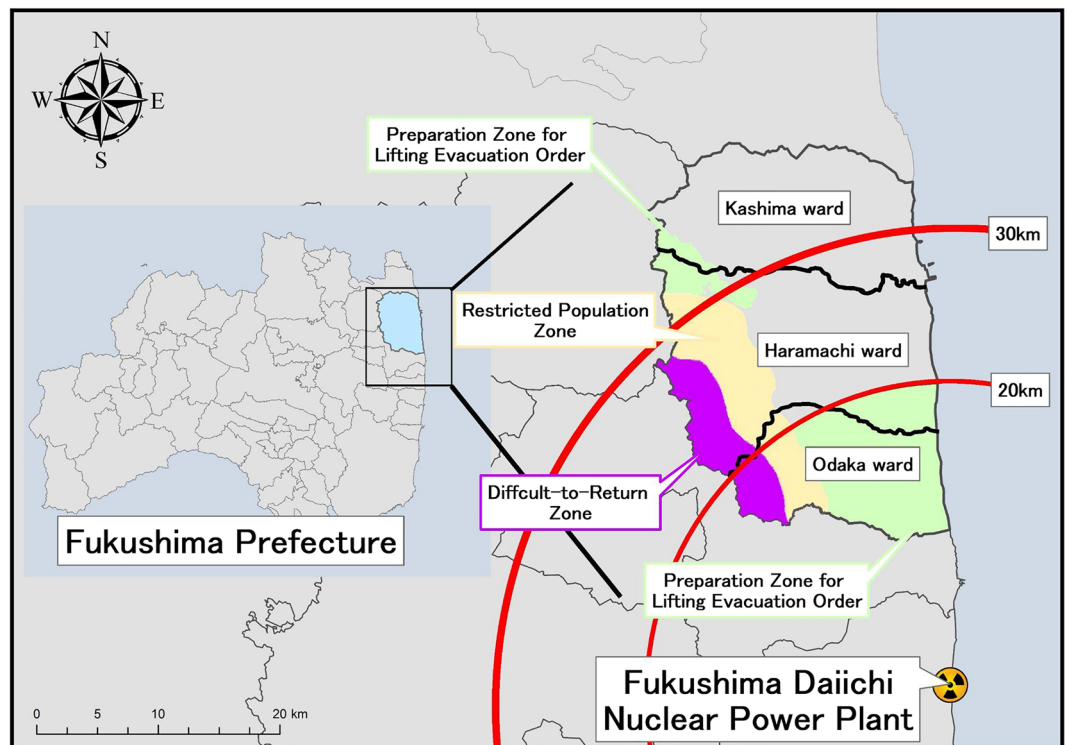 N
W
E
S
Preparation Zone for
Lifting Evacuation Order
Kashima ward
30km
Restricted Population
Zone
Haramachi ward
20km
Odaka ward
Diffcult-to-Return
Zone
Fukushima Prefecture
Preparation Zone for
Lifting Evacuation Order
Fukushima Daiichi
Nuclear Power Plant
0 5 10 20 km